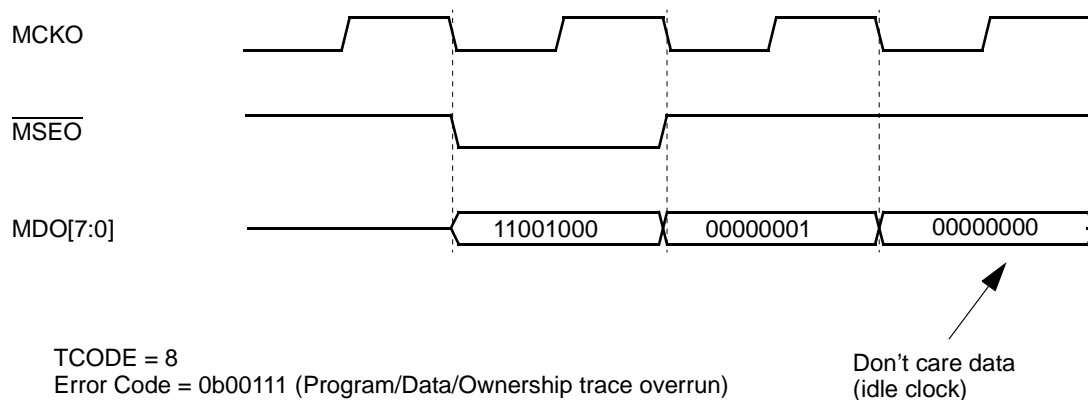 MCKO
MSEO
MDO[7:0]
11001000 00000001 00000000
TCODE = 8
Error Code = 0b00111 (Program/Data/Ownership trace overrun)
Don’t care data
(idle clock)